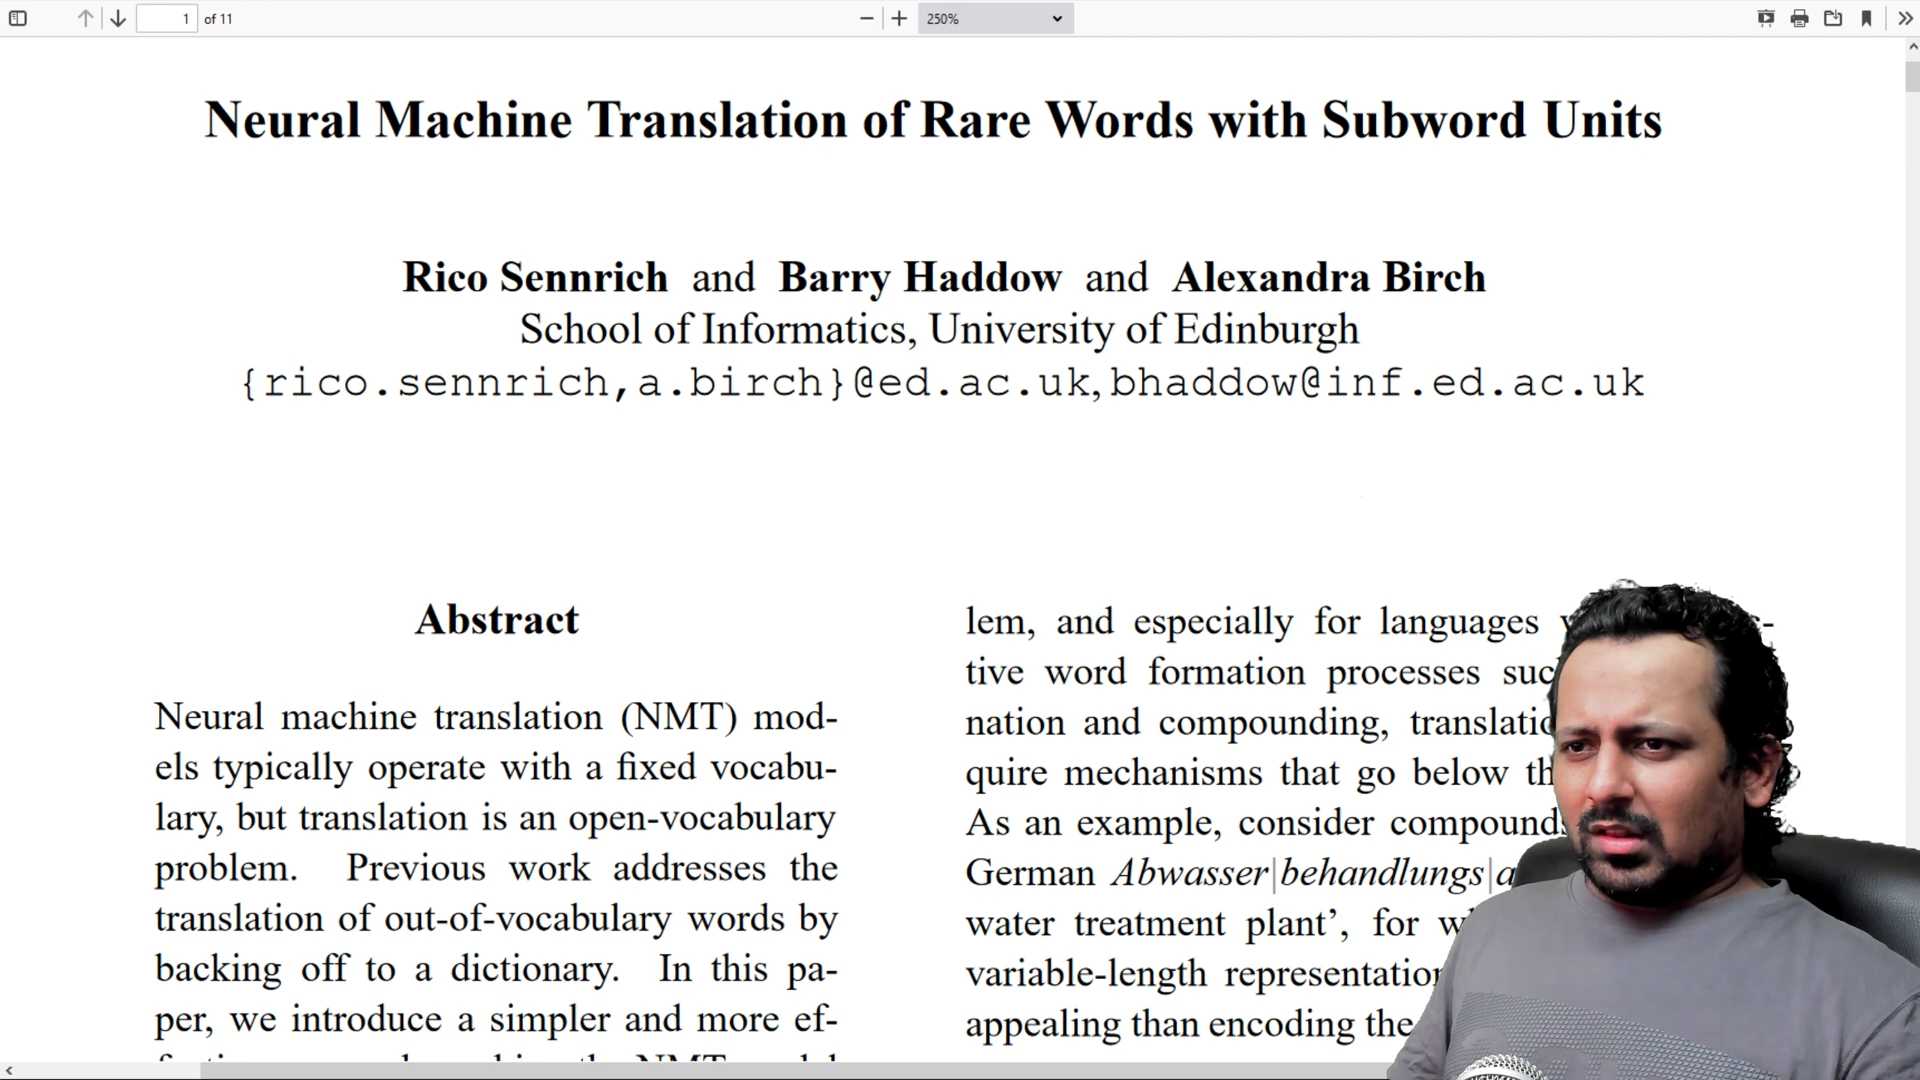 1 of 11
250%
Neural Machine Translation of Rare Words with Subword Units
Rico Sennrich and Barry Haddow and Alexandra Birch
School of Informatics, University of Edinburgh
{rico.sennrich,a.birch}@ed.ac.uk,bhaddow@inf.ed.ac.uk
Abstract
Neural machine translation (NMT) mod-
els typically operate with a fixed vocabu-
lary, but translation is an open-vocabulary
problem. Previous work addresses the
translation of out-of-vocabulary words by
backing off to a dictionary. In this pa-
per, we introduce a simpler and more ef-
lem, and especially for languages
tive word formation processes suc
nation and compounding, translatio
quire mechanisms that go below th
As an example, consider compounds
German Abwasser|behandlungs|a
water treatment plant’, for w
variable-length representation
appealing than encoding the